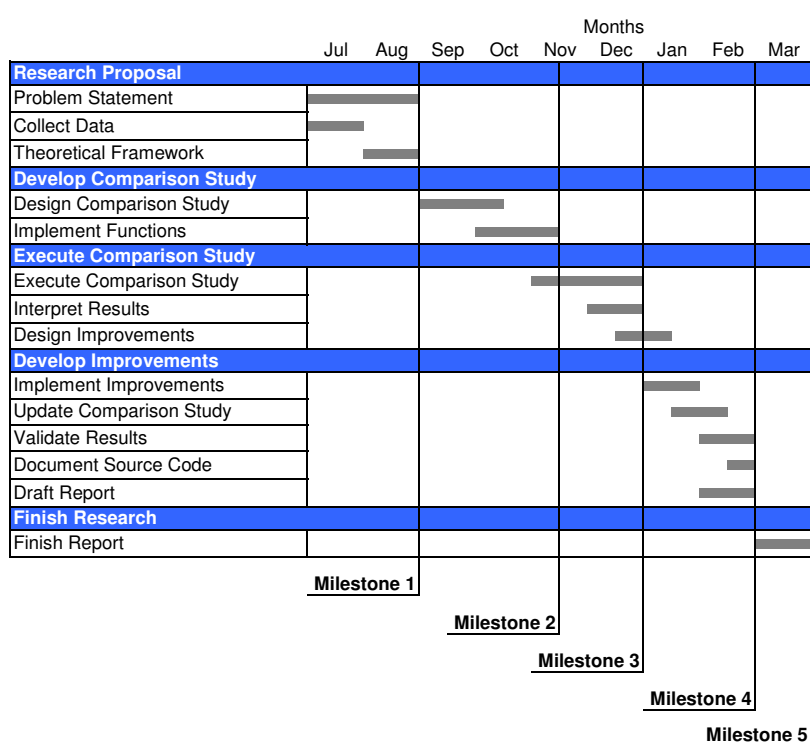 Months
Jul Aug Sep Oct Nov Dec Jan Feb Mar
Research Proposal
Problem Statement
Collect Data
Theoretical Framework
Develop Comparison Study
Design Comparison Study
Implement Functions
Execute Comparison Study
Execute Comparison Study
Interpret Results
Design Improvements
Develop Improvements
Implement Improvements
Update Comparison Study
Validate Results
Document Source Code
Draft Report
Finish Research
Finish Report
Milestone 1
Milestone 2
Milestone 3
Milestone 4
Milestone 5